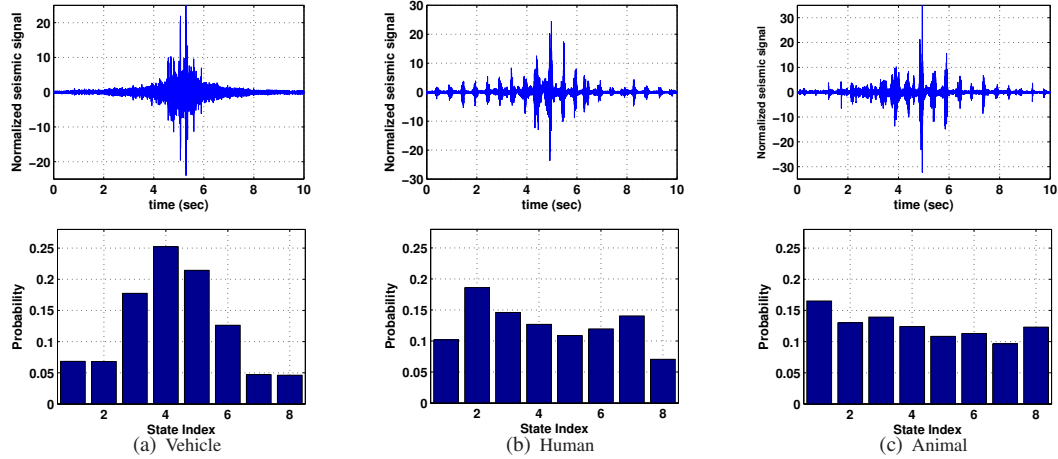 Normalized seismic signal
20
10
0
−10
−20
0 2 4 6 8 10
time (sec)
Normalized seismic signal
30
20
10
0
−10
−20
−30
0 2 4 6 8 10
time (sec)
Normalized seismic signal
30
20
10
0
−10
−20
−30
0 2 4 6 8 10
time (sec)
Probability
0.25
0.2
0.15
0.1
0.05
0
2 4 6 8
State Index
(a) Vehicle
Probability
0.25
0.2
0.15
0.1
0.05
0
2 4 6 8
State Index
(b) Human
Probability
0.25
0.2
0.15
0.1
0.05
0
2 4 6 8
State Index
(c) Animal